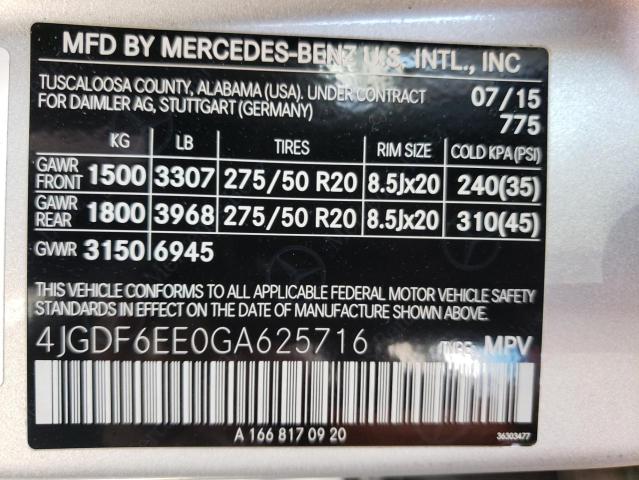 MFD BY MERCEDES-BENZ U.S. INTL., INC
TUSCALOOSA COUNTY, ALABAMA (USA). UNDER CONTRACT
FOR DAIMLER AG, STUTTGART (GERMANY)
07/15
775
KG LB TIRES RIM SIZE COLD KPA(PSI)
GAWR FRONT 1500 3307 275/50 R20 8.5Jx20 240(35)
GAWR REAR 1800 3968 275/50 R20 8.5Jx20 310(45)
GVWR 3150 6945
THIS VEHICLE CONFORMS TO ALL APPLICABLE FEDERAL MOTOR VEHICLE SAFETY
STANDARDS IN EFFECT ON THE DATE OF MANUFACTURE SHOWN ABOVE.
4JGDF6EE0GA625716 TYPE: MPV
A 166 817 09 20
36303477